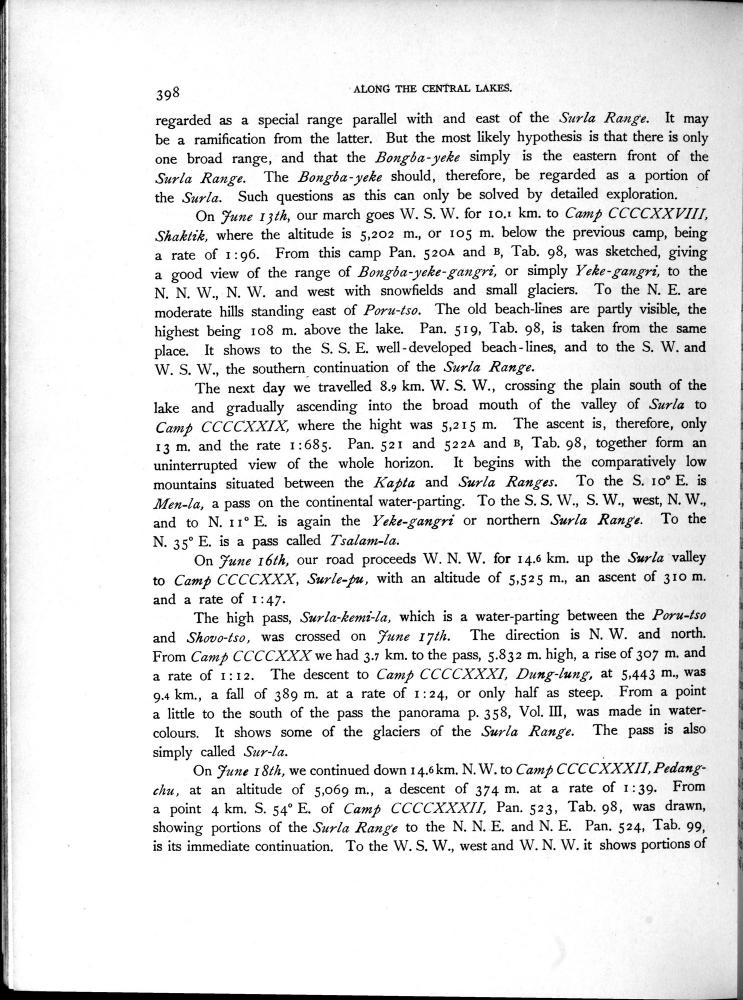 398
ALONG THE CENTRAL LAKES.
regarded as a special range parallel with and east of the Surla Range. It may
be a ramification from the latter. But the most likely hypothesis is that there is only
one broad range, and that the Bongba-yeke simply is the eastern front of the
Surla Range. The Bongba-yeke should, therefore, be regarded as a portion of
the Surla. Such questions as this can only be solved by detailed exploration.
On June 13th, our march goes W. S. W. for 10.1 km. to Camp CCCCXXVIII,
Shaktik, where the altitude is 5,202 m., or 105 m. below the previous camp, being
a rate of 1:96. From this camp Pan. 520A and B, Tab. 98, was sketched, giving
a good view of the range of Bongba-yeke-gangri, or simply Yeke-gangri, to the
N. N. W., N. W. and west with snowfields and small glaciers. To the N. E. are
moderate hills standing east of Poru-tso. The old beach-lines are partly visible, the
highest being 108 m. above the lake. Pan. 519, Tab. 98, is taken from the same
place. It shows to the S. S. E. well-developed beach-lines, and to the S. W. and
W. S. W., the southern continuation of the Surla Range.
The next day we travelled 8.9 km. W. S. W., crossing the plain south of the
lake and gradually ascending into the broad mouth of the valley of Surla to
Camp CCCCXXIX, where the hight was 5,215 m. The ascent is, therefore, only
13 m. and the rate 1:685. Pan. 521 and 522A and B, Tab. 98, together form an
uninterrupted view of the whole horizon. It begins with the comparatively low
mountains situated between the Kapta and Surla Ranges. To the S. 10° E. is
Men-la, a pass on the continental water-parting. To the S. S. W., S. W., west, N. W.,
and to N. 11° E. is again the Yeke-gangri or northern Surla Range. To the
N. 35° E. is a pass called Tsalam-la.
On June 16th, our road proceeds W. N. W. for 14.6 km. up the Surla valley
to Camp CCCCXXX, Surle-pu, with an altitude of 5,525 m., an ascent of 310 m.
and a rate of 1:47.
The high pass, Surla-kemi-la, which is a water-parting between the Poru-tso
and Shovo-tso, was crossed on June 17th. The direction is N. W. and north.
From Camp CCCCXXX we had 3.7 km. to the pass, 5.832 m. high, a rise of 307 m. and
a rate of 1:12. The descent to Camp CCCCXXXI, Dung-lung, at 5,443 m., was
9.4 km., a fall of 389 m. at a rate of 1:24, or only half as steep. From a point
a little to the south of the pass the panorama p. 358, Vol. III, was made in water-
colours. It shows some of the glaciers of the Surla Range. The pass is also
simply called Sur-la.
On June 18th, we continued down 14.6 km. N. W. to Camp CCCCXXXII, Pedang-
chu, at an altitude of 5,069 m., a descent of 374 m. at a rate of 1:39. From
a point 4 km. S. 54° E. of Camp CCCCXXXII, Pan. 523, Tab. 98, was drawn,
showing portions of the Surla Range to the N. N. E. and N. E. Pan. 524, Tab. 99,
is its immediate continuation. To the W. S. W., west and W. N. W. it shows portions of